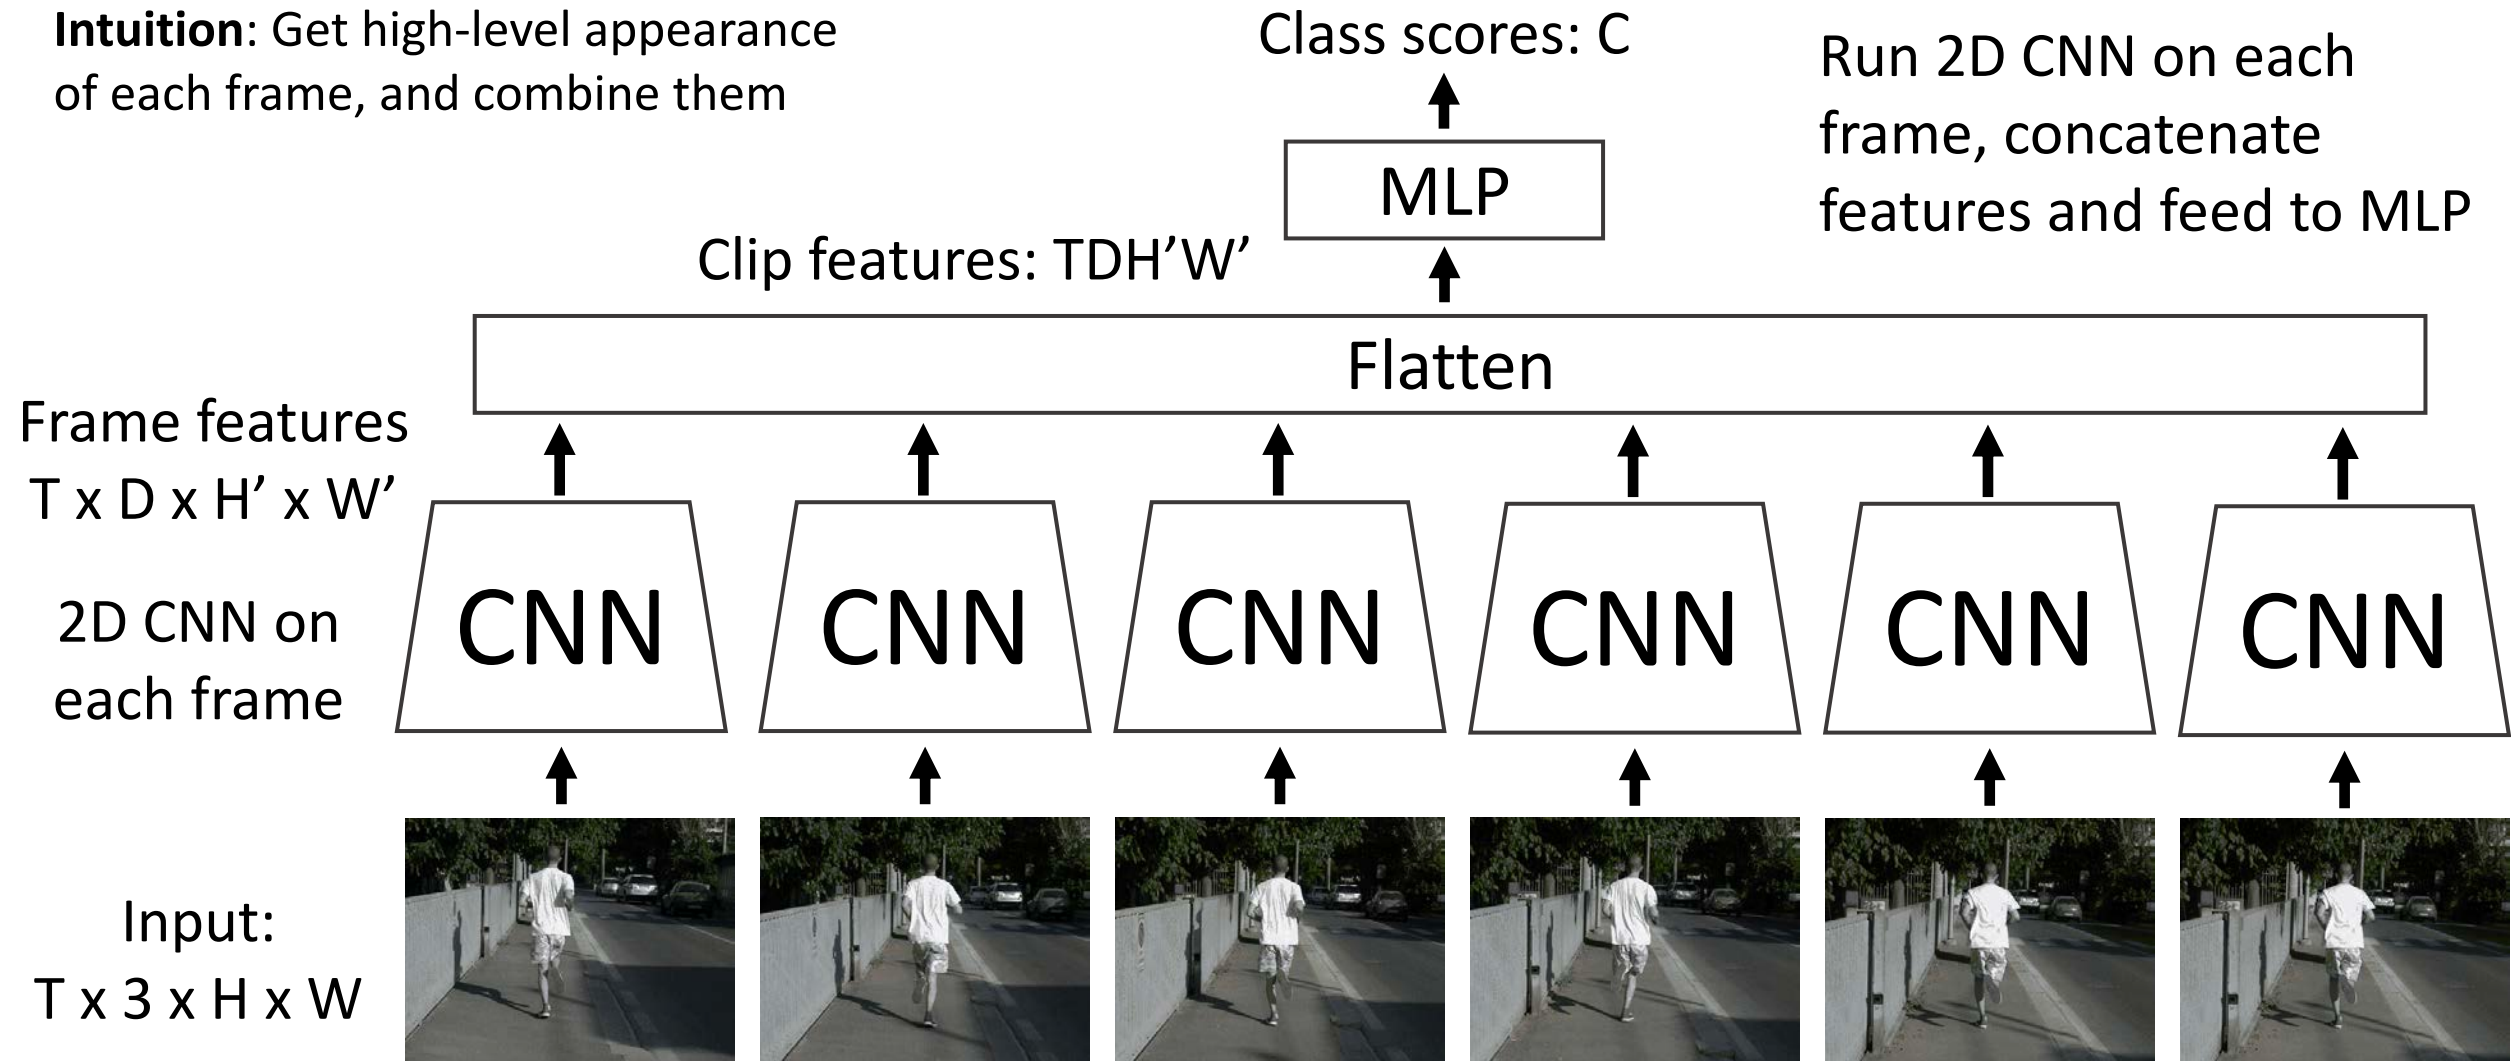 Intuition: Get high-level appearance
of each frame, and combine them
Class scores: C
Run 2D CNN on each
frame, concatenate
features and feed to MLP
MLP
Clip features: TDH’W’
Flatten
Frame features
T x D x H’ x W’
CNN CNN CNN CNN CNN CNN
2D CNN on
each frame
Input:
T x 3 x H x W